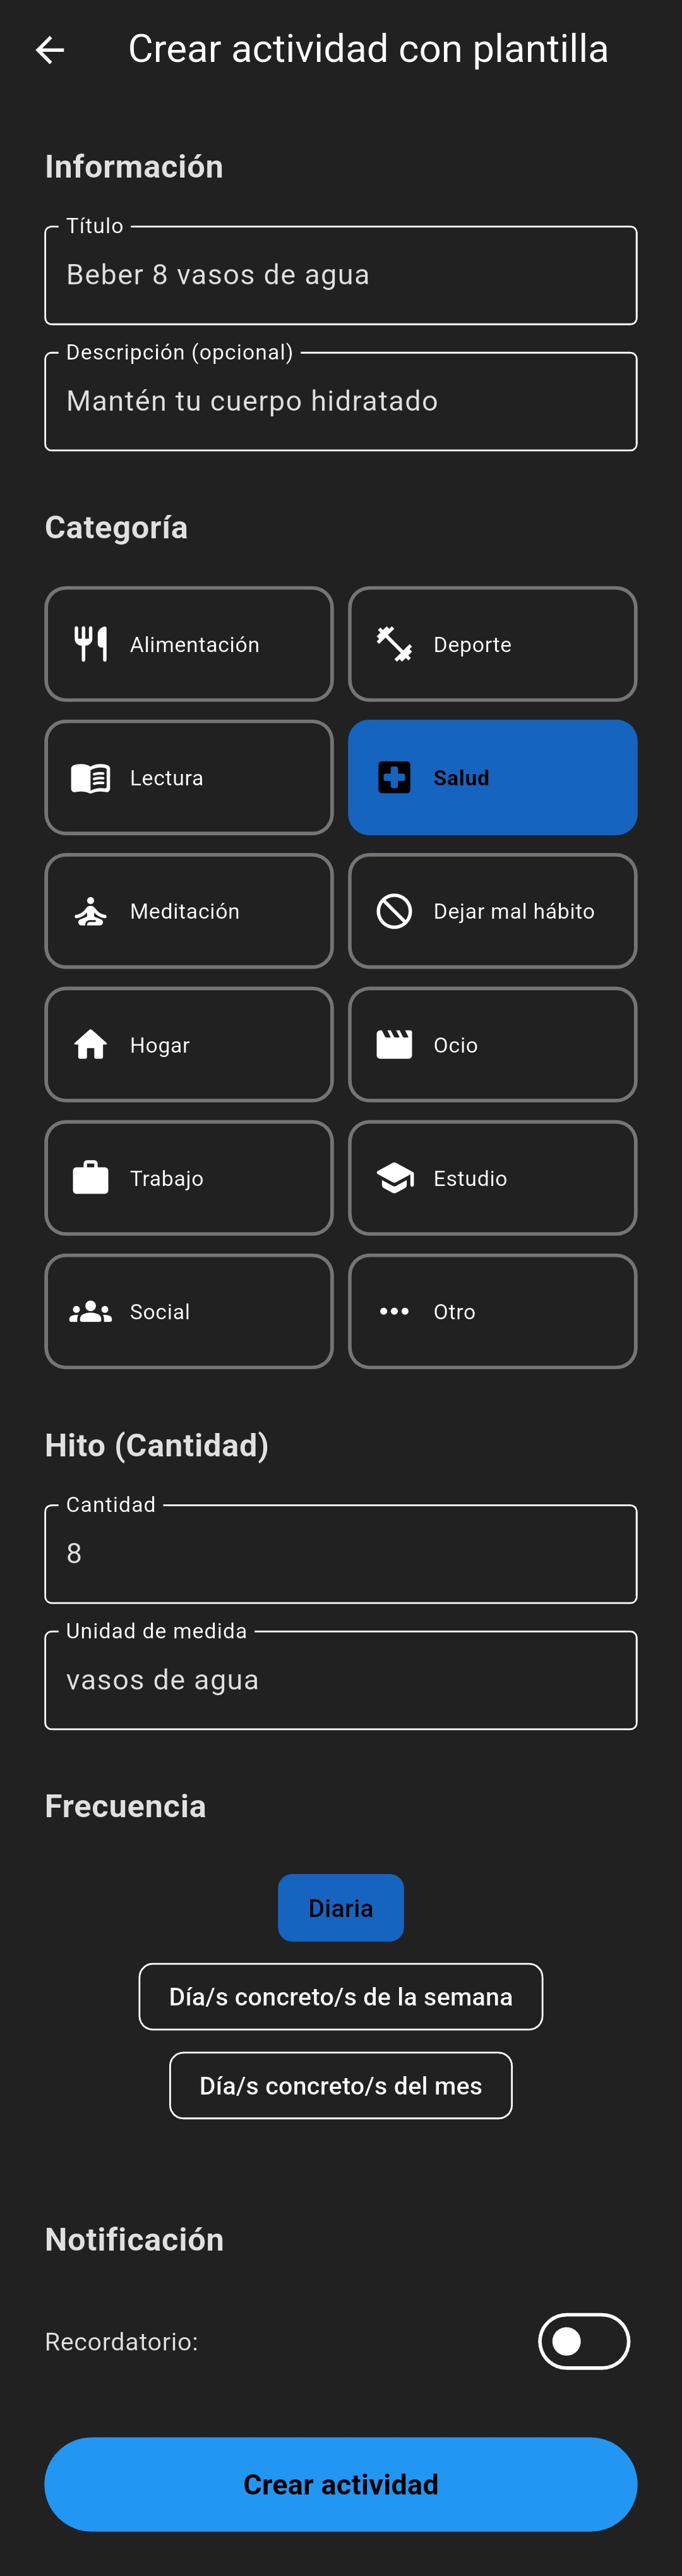 Crear actividad con plantilla
Información
Título
Beber 8 vasos de agua
Descripción (opcional)
Mantén tu cuerpo hidratado
Categoría
Alimentación
Deporte
Lectura
Salud
Meditación
Dejar mal hábito
Hogar
Ocio
Trabajo
Estudio
Social
Otro
Hito (Cantidad)
Cantidad
8
Unidad de medida
vasos de agua
Frecuencia
Diaria
Día/s concreto/s de la semana
Día/s concreto/s del mes
Notificación
Recordatorio:
Crear actividad